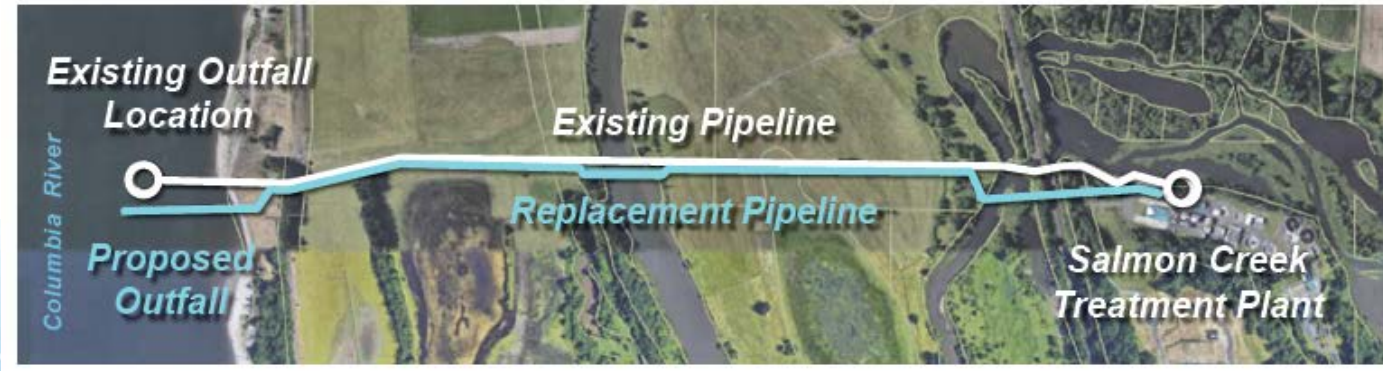 Existing Outfall
Location
Existing Pipeline
Columbia River
Replacement Pipeline
Proposed
Outfall
Salmon Creek
Treatment Plant